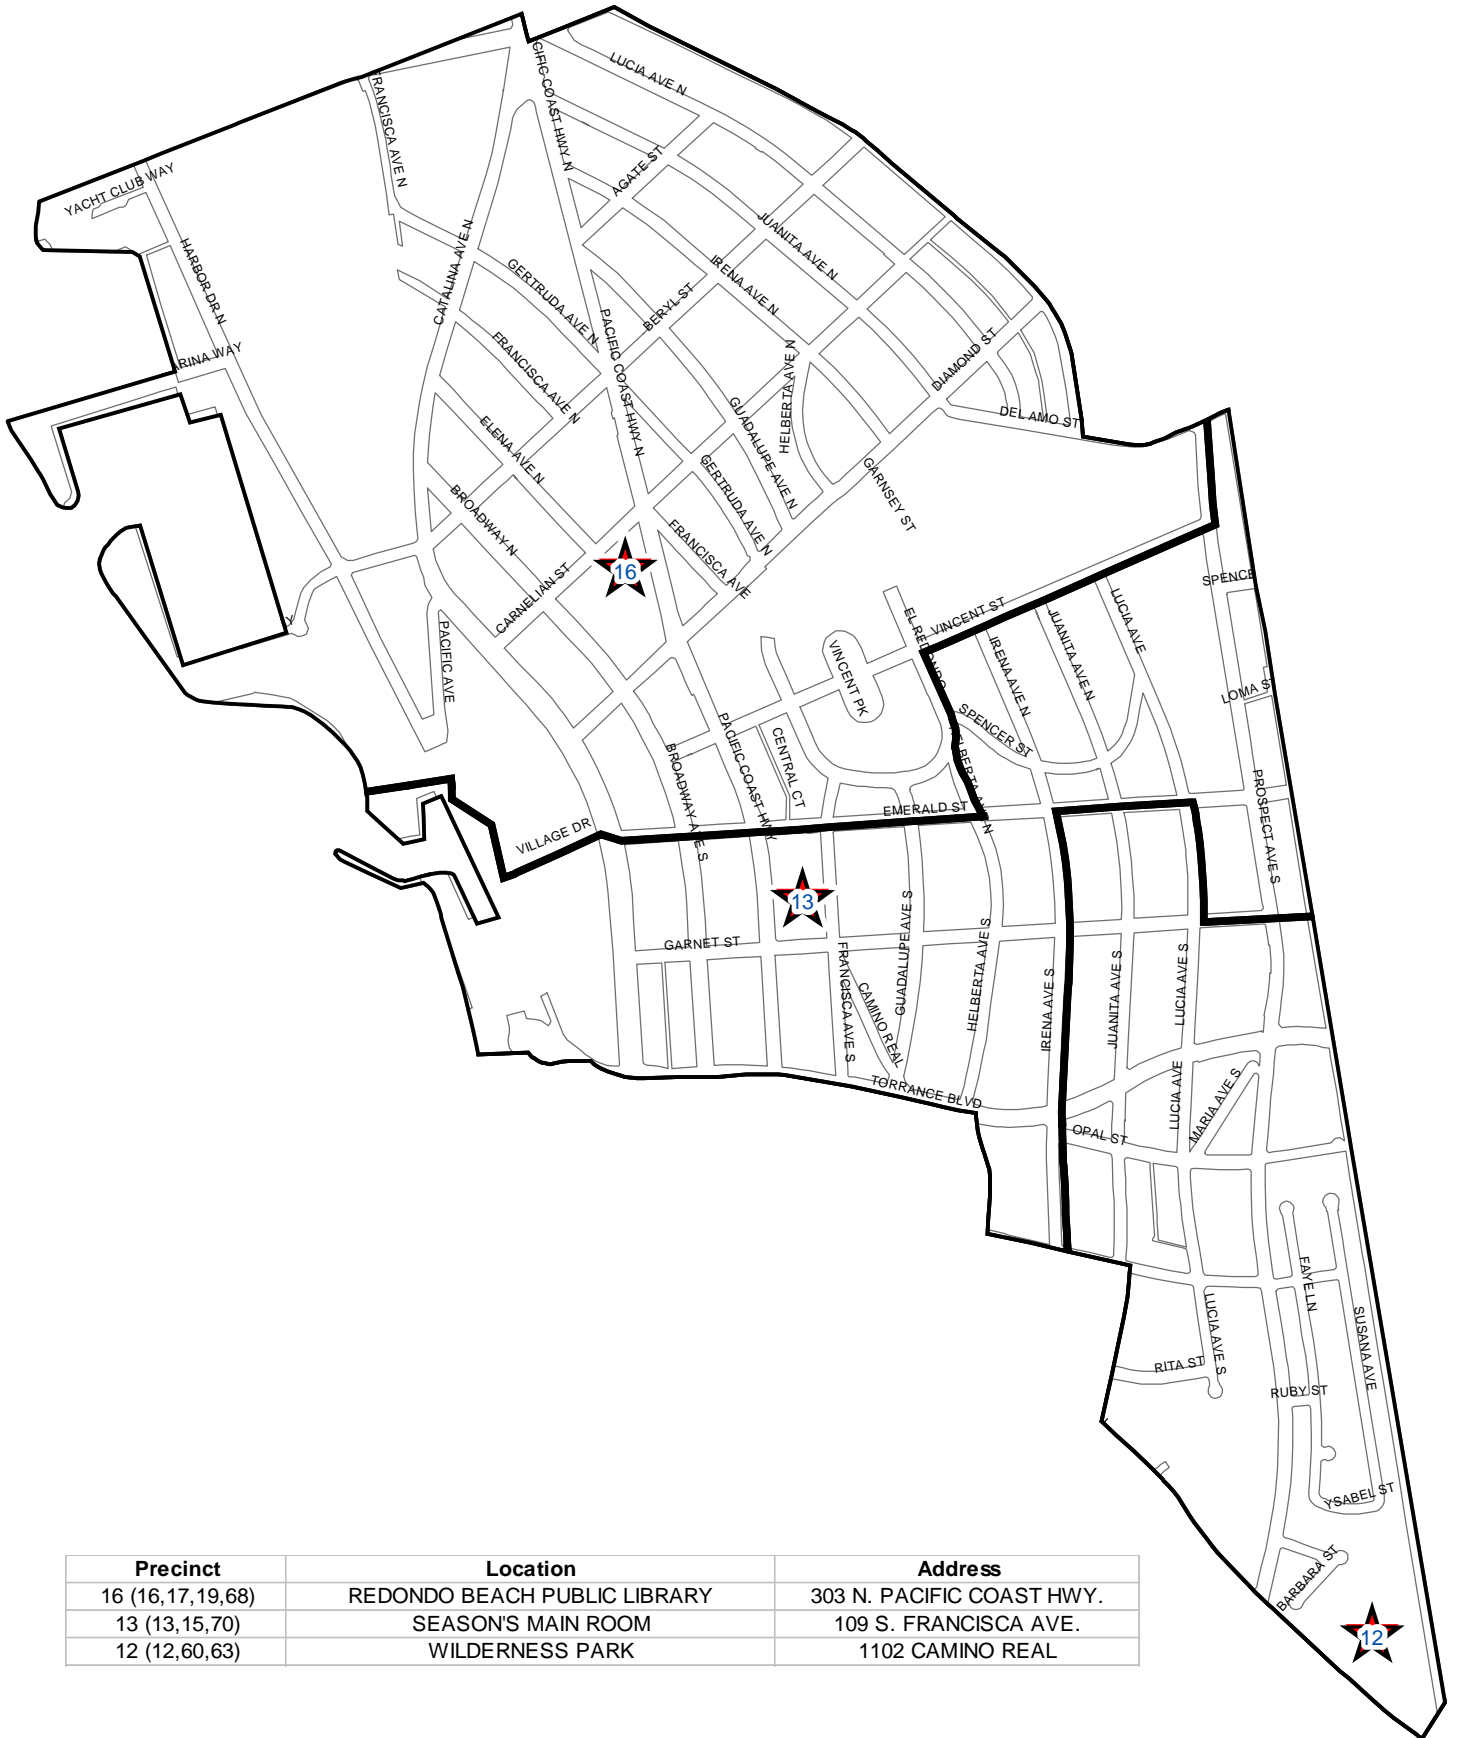 CIFIC COAST HWY N
LUCIA AVE N
FRANCISCA AVE N
AGATE ST
YACHT CLUB WAY
HARBOR DR N
CATALINA AVE N
JUANITA AVE N
GERTRUDA AVE N
IRENA AVE N
BERYL ST
PACIFIC COAST HWY N
RINA WAY
FRANCISCA AVE N
HELBERTA AVE N
DIAMOND ST
DEL AMO ST
ELENA AVE N
GUADALUPE AVE N
GERTRUDA AVE N
GARNSEY ST
BROADWAY N
FRANCISCA AVE
16
CARNELIAN ST
SPENCE
Y
PACIFIC AVE
EL REDONDO
VINCENT ST
LUCIA AVE
JUANITA AVE N
IRENA AVE N
VINCENT PK
LOMA S
SPENCER ST
PACIFIC COAST HWY
CENTRAL CT
BROADWAY AVE S
ELBERTA AVE N
PROSPECT AVE S
EMERALD ST
VILLAGE DR
13
GARNET ST
FRANCISCA AVE S
CAMINO REAL
GUADALUPE AVE S
HELBERTA AVE S
IRENA AVE S
JUANITA AVE S
LUCIA AVE S
TORRANCE BLVD
LUCIA AVE
MARIA AVE S
OPAL ST
FAYE LN
LUCIA AVE S
SUSANA AVE
RITA ST
RUBY ST
YSABEL ST
BARBARA ST
12
Precinct Location Address
16 (16,17,19,68) REDONDO BEACH PUBLIC LIBRARY 303 N. PACIFIC COAST HWY.
13 (13,15,70) SEASON'S MAIN ROOM 109 S. FRANCISCA AVE.
12 (12,60,63) WILDERNESS PARK 1102 CAMINO REAL